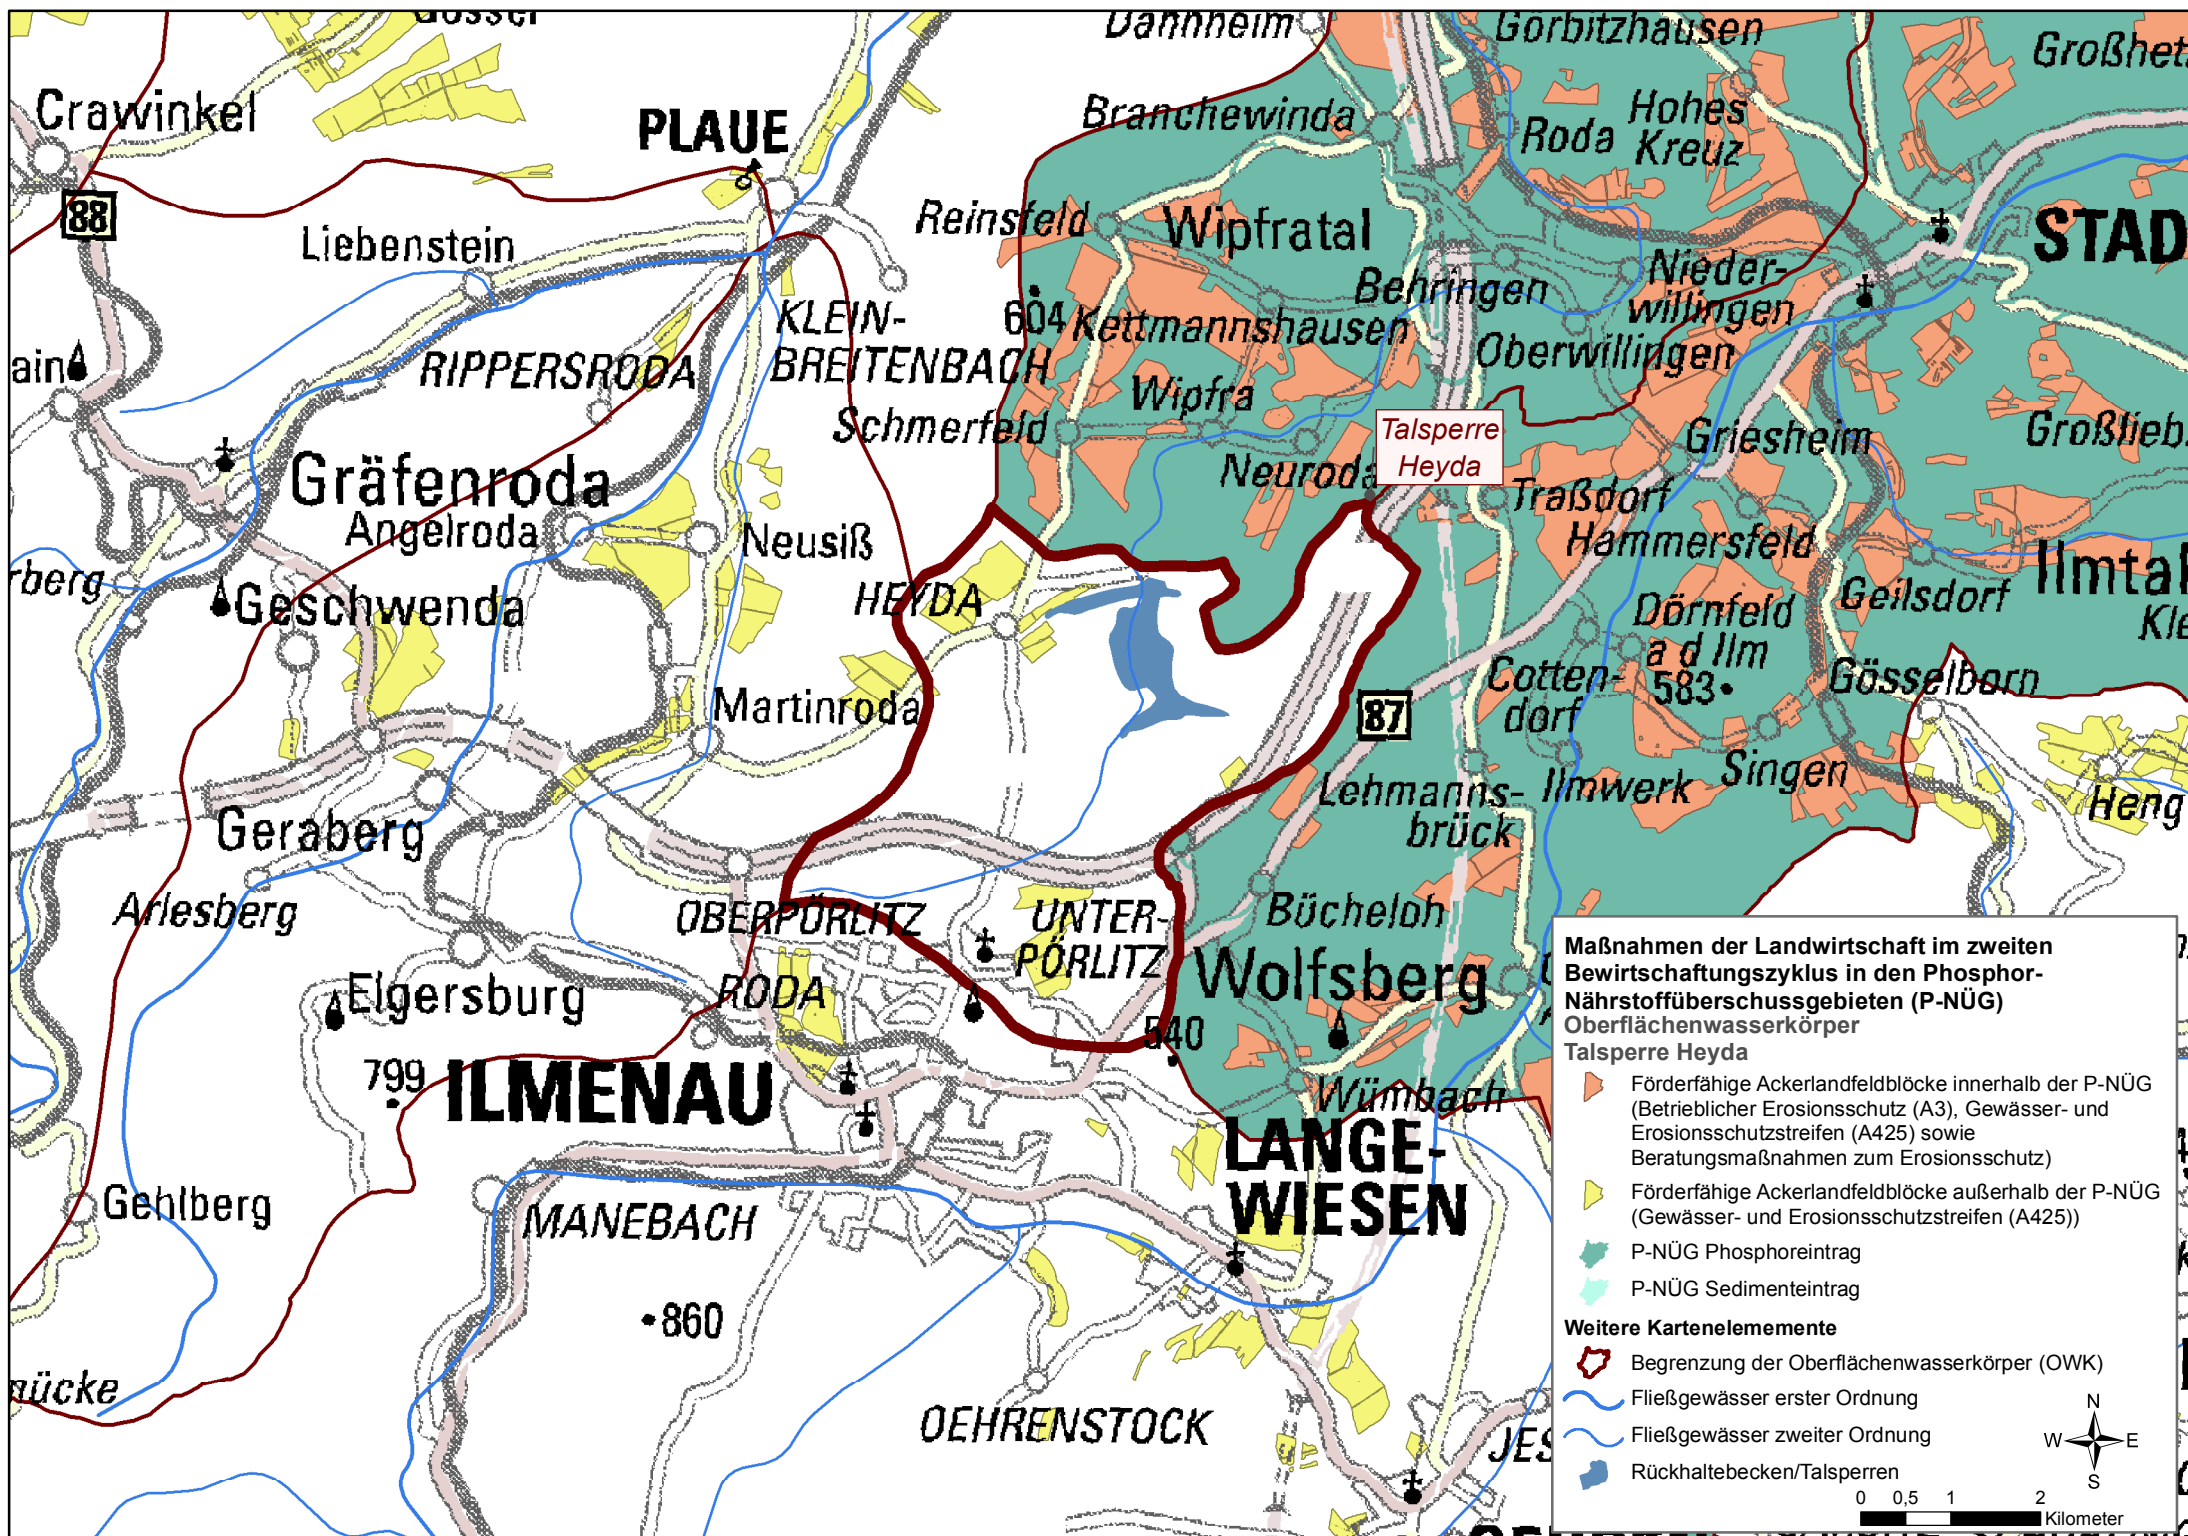 Dannheim
Görbitzhausen
Crawinkel
PLAUE
Branchewinda
Roda
Hohes
Kreuz
88
Liebenstein
Reinsfeld
Wipfratal
STAD
Behringen
Nieder-
willingen
KLEIN-
BREITENBACH
604
Kettmannshausen
Oberwillingen
RIPPERSRODA
Wipfra
Schmerfeld
Talsperre
Heyda
Griesheim
Gräfenroda
Neuroda
Traßdorf
Angelroda
Neusiß
Hammersfeld
Ilmtal
rberg
Geschwenda
HEYDA
Dörnfeld
a d Ilm
583
Geilsdorf
Martinroda
87
Cotten-
dorf
Gösselborn
Lehmanns-
brück
Ilmwerk
Singen
Heng
Geraberg
Arlesberg
OBERPÖRLITZ
UNTER-
PÖRLITZ
Bücheloh
Wolfsberg
Elgersburg
RODA
540
799
ILMENAU
Wümbach
LANGE-
WIESEN
Gehlberg
MANEBACH
860
OEHRENSTOCK
Maßnahmen der Landwirtschaft im zweiten
Bewirtschaftungszyklus in den Phosphor-
Nährstoffüberschussgebieten (P-NÜG)
Oberflächenwasserkörper
Talsperre Heyda
Förderfähige Ackerlandfeldblöcke innerhalb der P-NÜG
(Betrieblicher Erosionsschutz (A3), Gewässer- und
Erosionsschutzstreifen (A425) sowie
Beratungsmaßnahmen zum Erosionsschutz)
Förderfähige Ackerlandfeldblöcke außerhalb der P-NÜG
(Gewässer- und Erosionsschutzstreifen (A425))
P-NÜG Phosphoreintrag
P-NÜG Sedimenteintrag
Weitere Kartenelememente
Begrenzung der Oberflächenwasserkörper (OWK)
Fließgewässer erster Ordnung
Fließgewässer zweiter Ordnung
Rückhaltebecken/Talsperren
N
W E
S
0 0,5 1 2
Kilometer